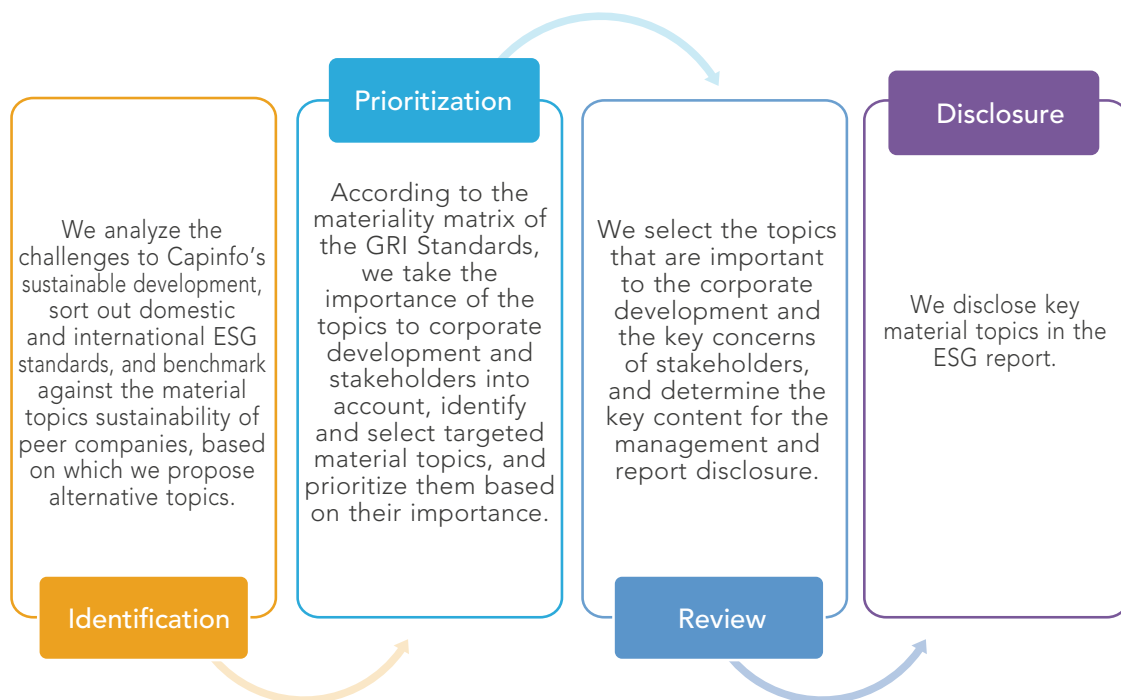 We analyze the
challenges to Capinfo's
sustainable development,
sort out domestic
and international ESG
standards, and benchmark
against the material
topics sustainability of
peer companies, based
on which we propose
alternative topics.
Identification
Prioritization
According to the
materiality matrix of
the GRI Standards,
we take the
importance of the
topics to corporate
development and
stakeholders into
account, identify
and select targeted
material topics, and
prioritize them based
on their importance.
We select the topics
that are important
to the corporate
development and
the key concerns
of stakeholders,
and determine the
key content for the
management and
report disclosure.
Review
Disclosure
We disclose key
material topics in the
ESG report.